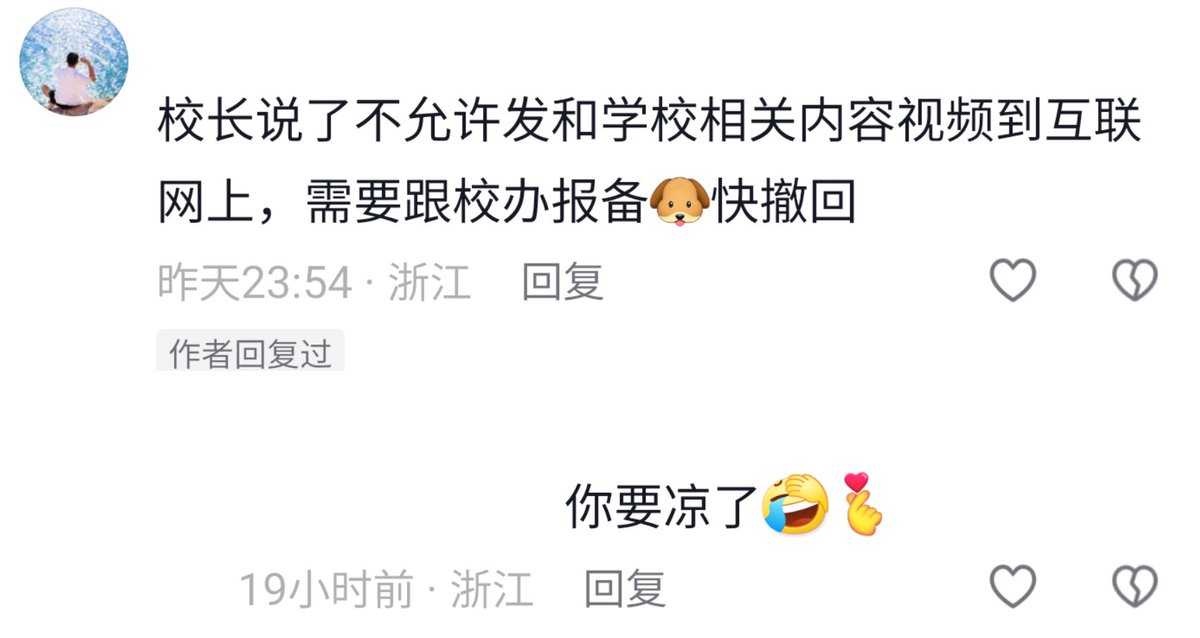 校长说了不允许发和学校相关内容视频到互联
网上，需要跟校办报备🐶快撤回
昨天23:54 · 浙江 回复
作者回复过
你要凉了🤣🫰
19小时前 · 浙江 回复